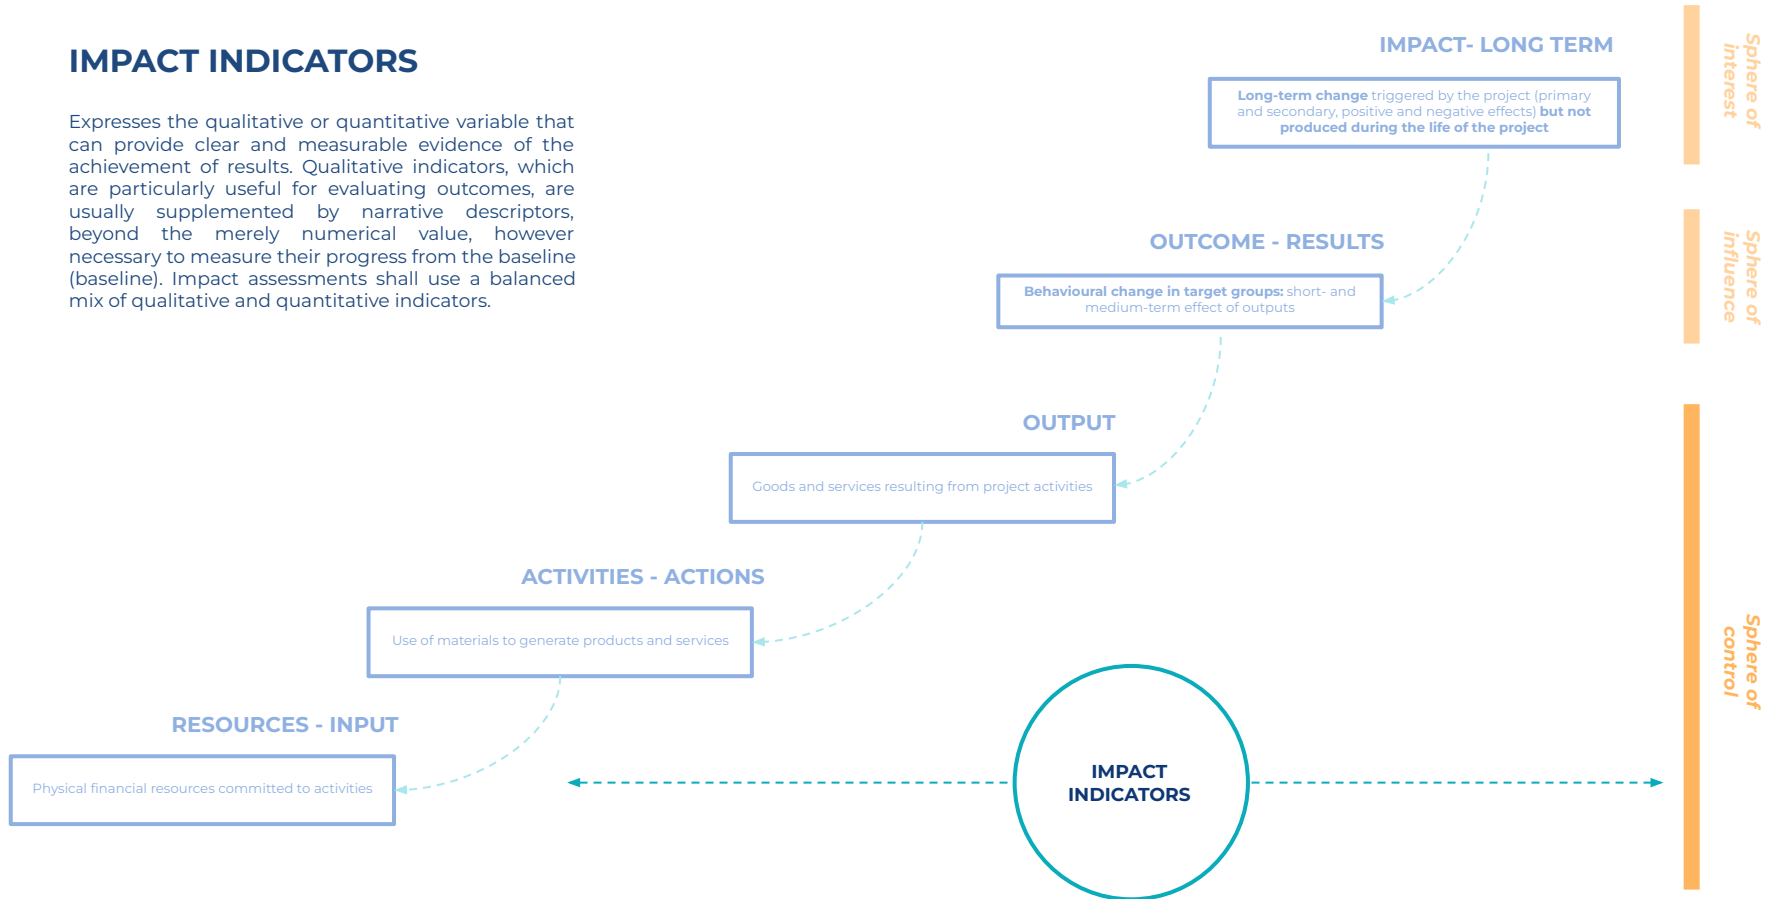 IMPACT INDICATORS
Expresses the qualitative or quantitative variable that
can provide clear and measurable evidence of the
achievement of results. Qualitative indicators, which
are particularly useful for evaluating outcomes, are
usually supplemented by narrative descriptors,
beyond the merely numerical value, however
necessary to measure their progress from the baseline
(baseline). Impact assessments shall use a balanced
mix of qualitative and quantitative indicators.
IMPACT- LONG TERM
Long-term change triggered by the project (primary
and secondary, positive and negative effects) but not
produced during the life of the project
Sphere of
interest
OUTCOME - RESULTS
Behavioural change in target groups: short- and
medium-term effect of outputs
Sphere of
influence
OUTPUT
Goods and services resulting from project activities
ACTIVITIES - ACTIONS
Use of materials to generate products and services
Sphere of
control
RESOURCES - INPUT
Physical financial resources committed to activities
IMPACT
INDICATORS